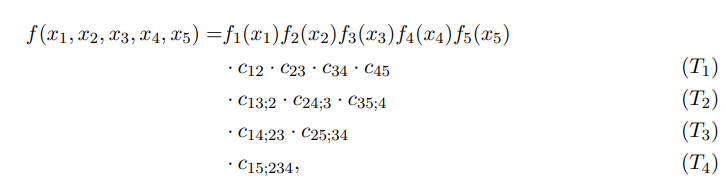 f(x₁, x₂, x₃, x₄, x₅) = f₁(x₁)f₂(x₂)f₃(x₃)f₄(x₄)f₅(x₅)
· c₁₂ · c₂₃ · c₃₄ · c₄₅ (T₁)
· c₁₃;₂ · c₂₄;₃ · c₃₅;₄ (T₂)
· c₁₄;₂₃ · c₂₅;₃₄ (T₃)
· c₁₅;₂₃₄, (T₄)